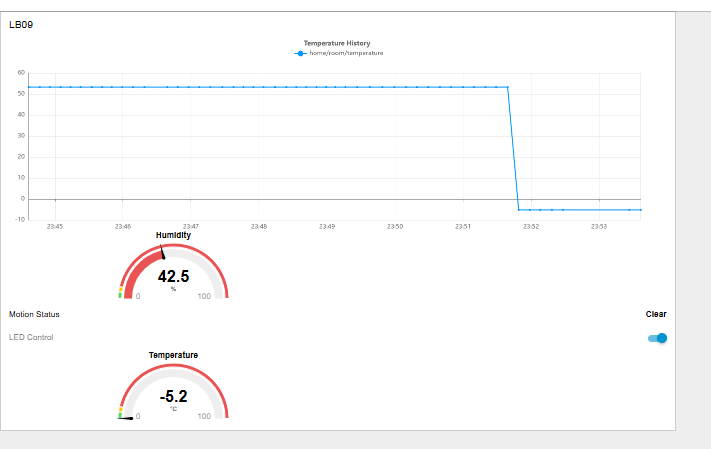 LB09
Temperature History
home/room/temperature
60
50
40
30
20
10
0
-10
23:45 23:46 23:47 23:48 23:49 23:50 23:51 23:52 23:53
Humidity
42.5
%
0 100
Motion Status Clear
LED Control
Temperature
-5.2
°C
0 100